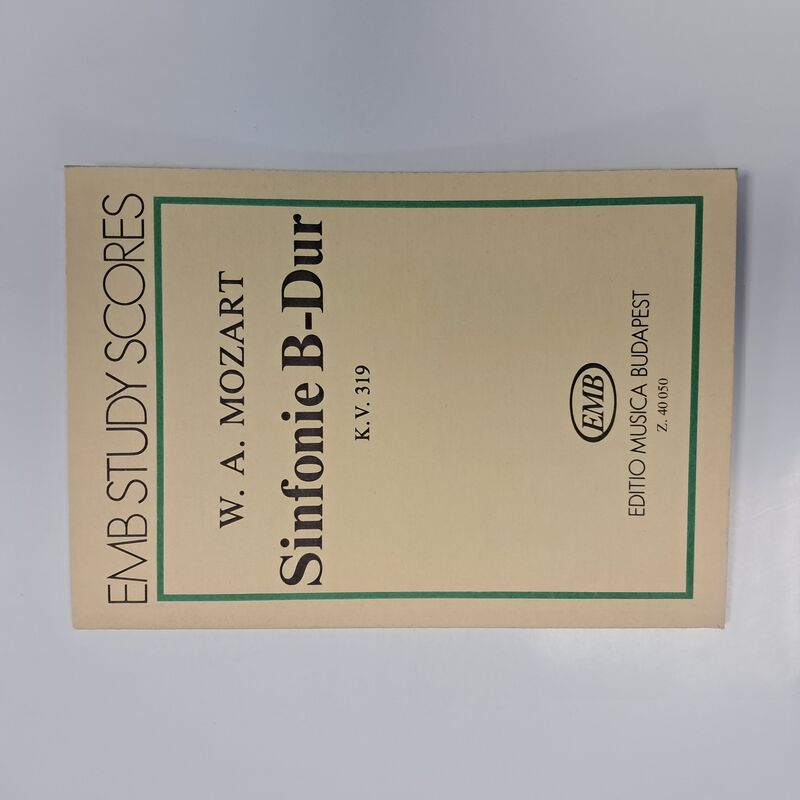 EMB STUDY SCORES
W. A. MOZART
Sinfonie B-Dur
K. V. 319
EMB
EDITIO MUSICA BUDAPEST
Z. 40 050